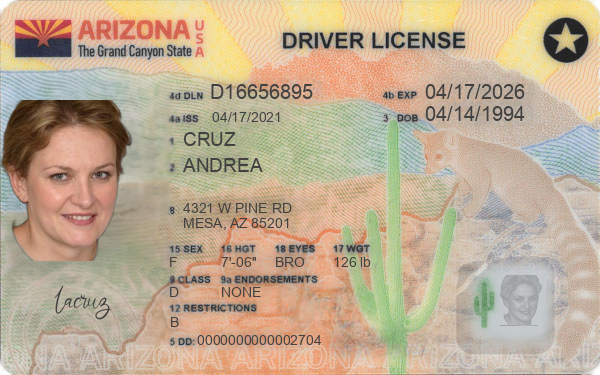 ARIZONA USA
The Grand Canyon State
DRIVER LICENSE
4d DLN D16656895 4b EXP 04/17/2026
4a ISS 04/17/2021 3 DOB 04/14/1994
1 CRUZ
2 ANDREA
8 4321 W PINE RD
MESA, AZ 85201
15 SEX 16 HGT 18 EYES 17 WGT
F 7'-06" BRO 126 lb
9 CLASS 9a ENDORSEMENTS
D NONE
12 RESTRICTIONS
B
lacruz
5 DD: 0000000000002704
ARIZONA ARIZONA ARIZONA ARIZONA